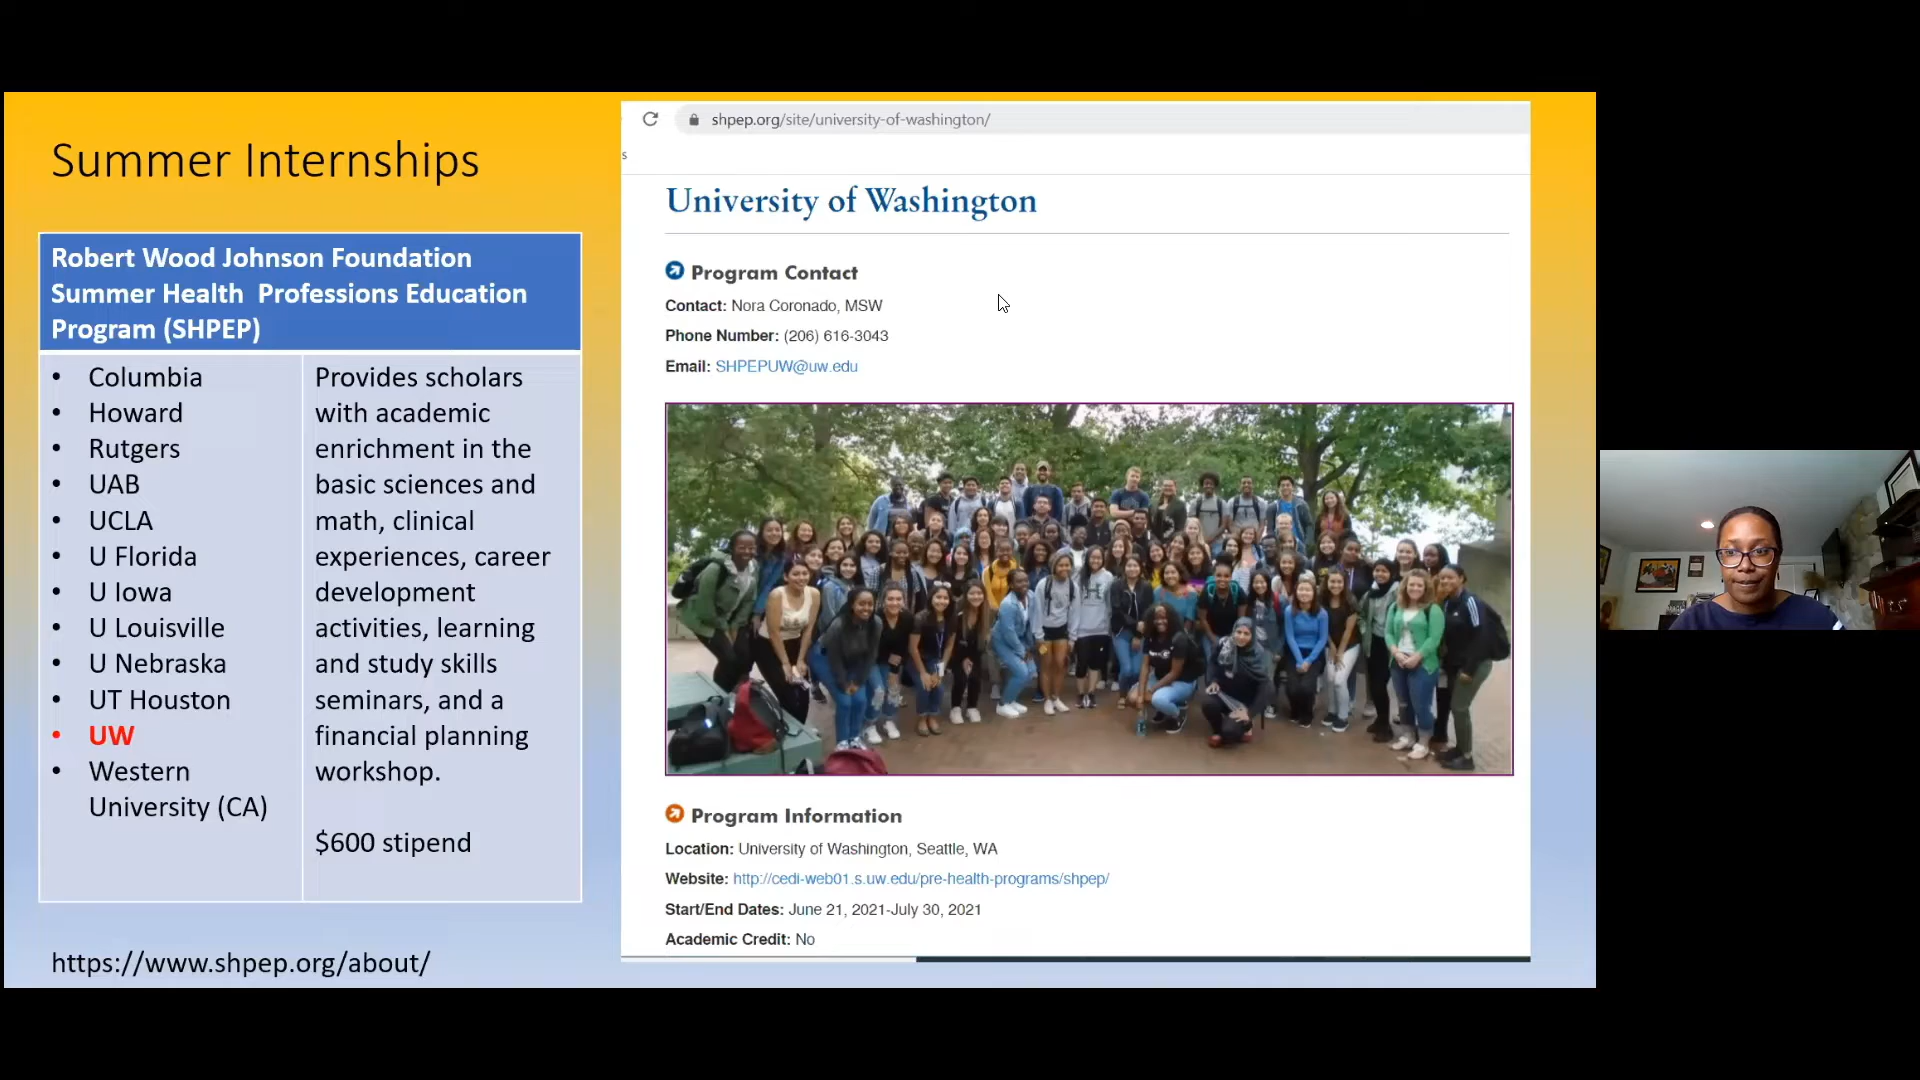 Summer Internships
Robert Wood Johnson Foundation
Summer Health  Professions Education
Program (SHPEP)
• Columbia
• Howard
• Rutgers
• UAB
• UCLA
• U Florida
• U Iowa
• U Louisville
• U Nebraska
• UT Houston
• UW
• Western
University (CA)
Provides scholars
with academic
enrichment in the
basic sciences and
math, clinical
experiences, career
development
activities, learning
and study skills
seminars, and a
financial planning
workshop.
$600 stipend
https://www.shpep.org/about/
shpep.org/site/university-of-washington/
s
University of Washington
Program Contact
Contact: Nora Coronado, MSW
Phone Number: (206) 616-3043
Email: SHPEPUW@uw.edu
Program Information
Location: University of Washington, Seattle, WA
Website: http://cedi-web01.s.uw.edu/pre-health-programs/shpep/
Start/End Dates: June 21, 2021-July 30, 2021
Academic Credit: No